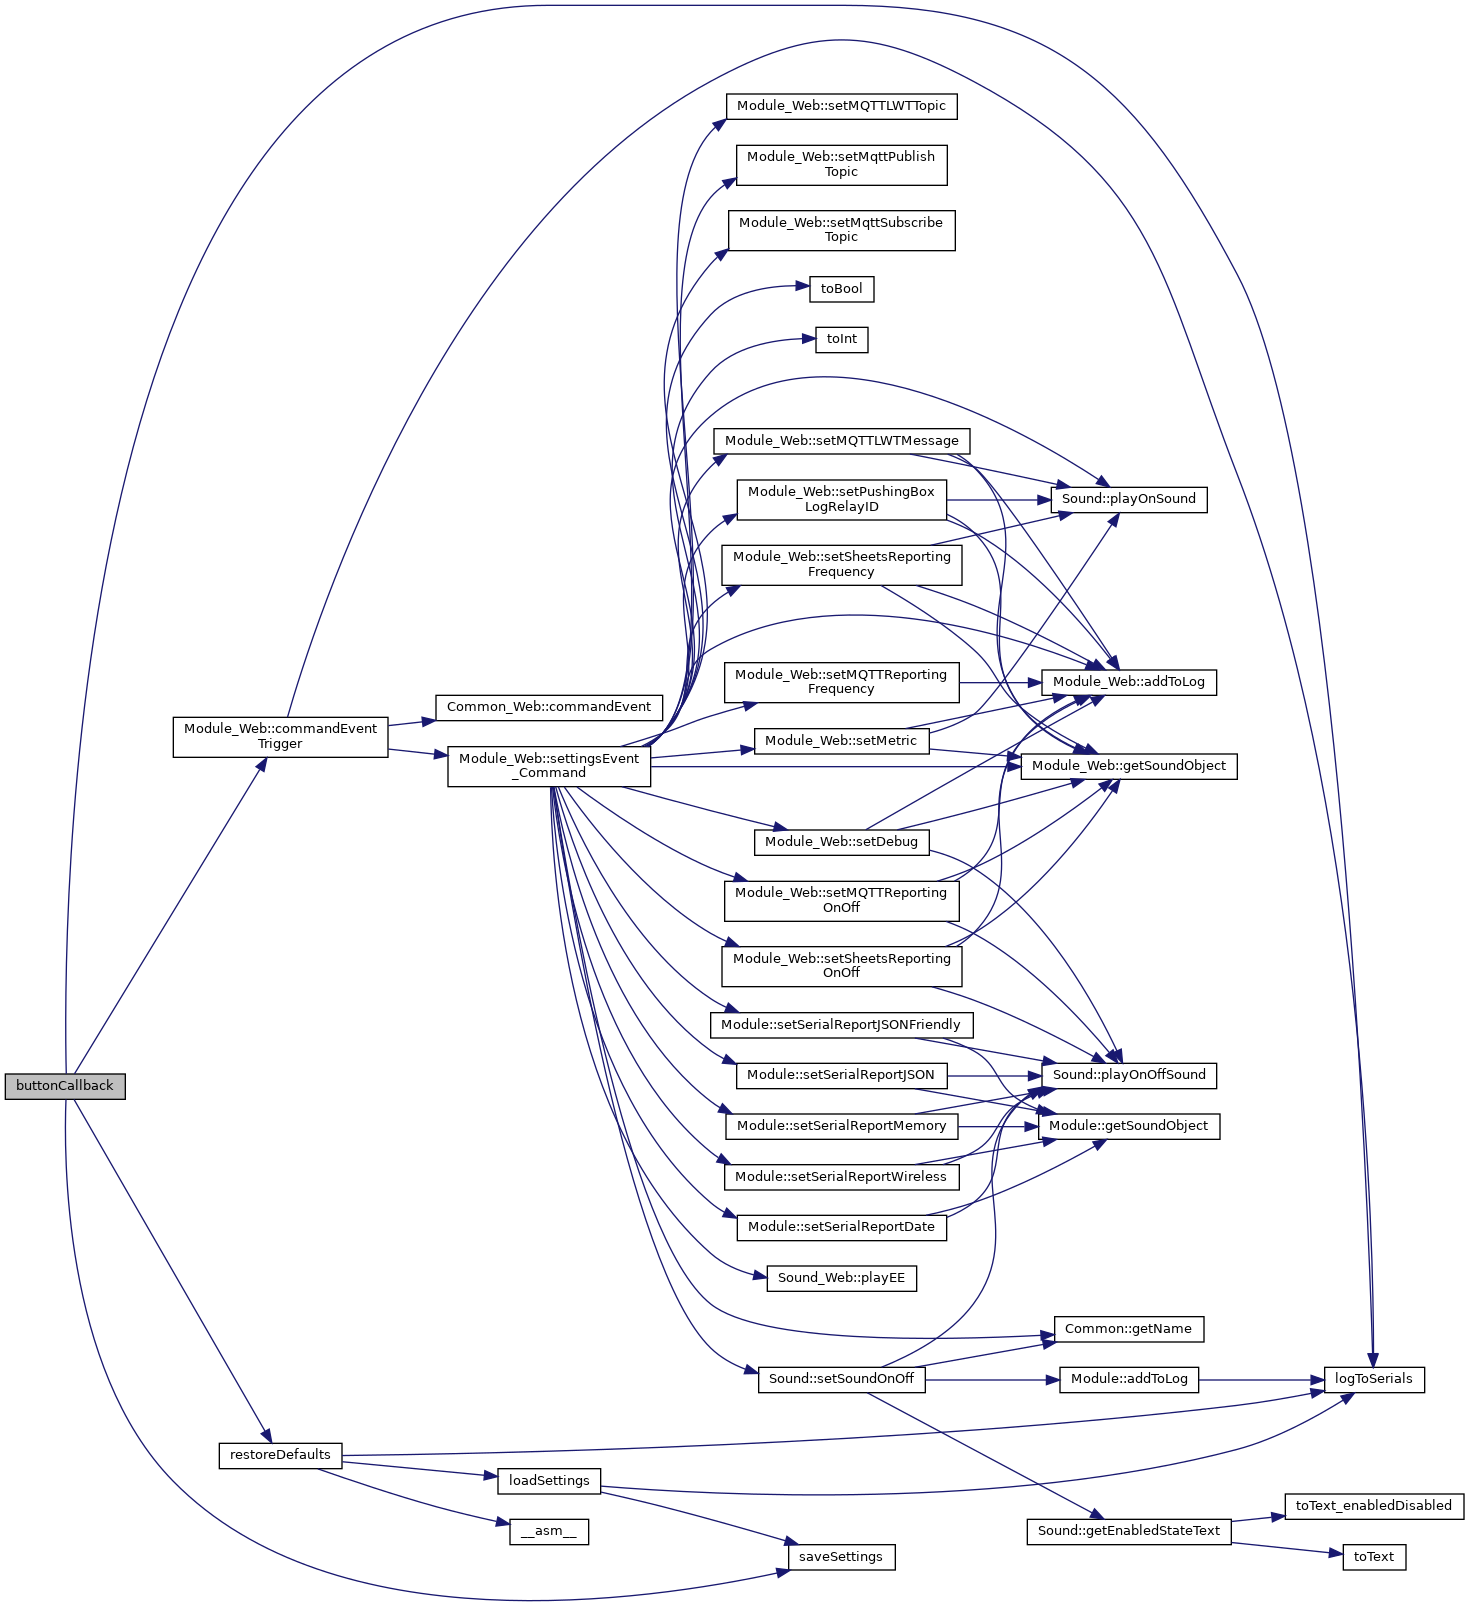 Module_Web::setMQTTLWTTopic
Module_Web::setMqttPublish
Topic
Module_Web::setMqttSubscribe
Topic
toBool
toInt
Module_Web::setMQTTLWTMessage
Module_Web::setPushingBox
LogRelayID
Sound::playOnSound
Module_Web::setSheetsReporting
Frequency
Module_Web::setMQTTReporting
Frequency
Module_Web::addToLog
Common_Web::commandEvent
Module_Web::commandEvent
Trigger
Module_Web::setMetric
Module_Web::settingsEvent
_Command
Module_Web::getSoundObject
Module_Web::setDebug
Module_Web::setMQTTReporting
OnOff
Module_Web::setSheetsReporting
OnOff
Module::setSerialReportJSONFriendly
Module::setSerialReportJSON
Sound::playOnOffSound
buttonCallback
Module::setSerialReportMemory
Module::getSoundObject
Module::setSerialReportWireless
Module::setSerialReportDate
Sound_Web::playEE
Common::getName
Sound::setSoundOnOff
Module::addToLog
logToSerials
restoreDefaults
loadSettings
toText_enabledDisabled
__asm__
Sound::getEnabledStateText
saveSettings
toText